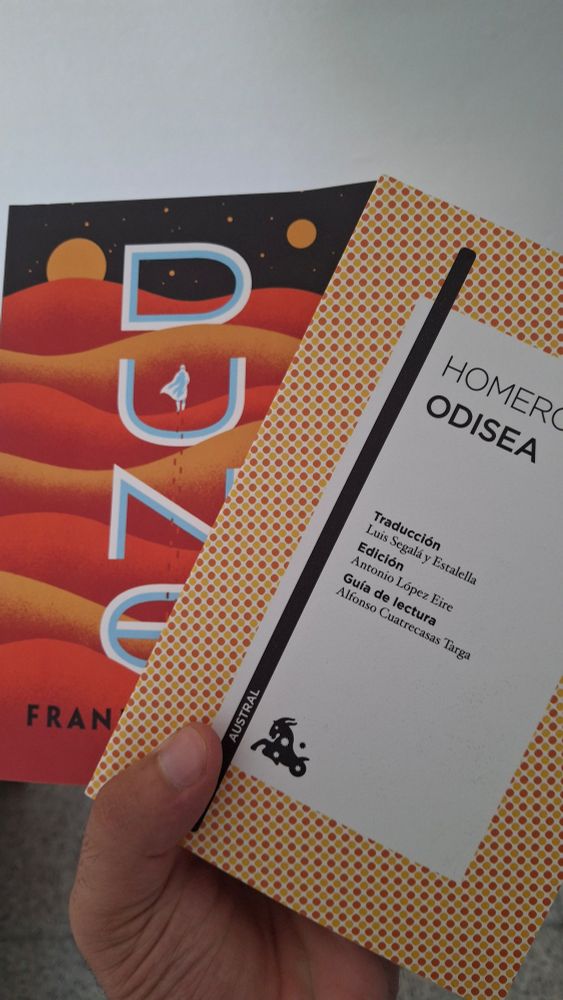 DUNE
FRAN
HOMERO
ODISEA
Traducción
Luis Segalá y Estalella
Edición
Antonio López Eire
Guía de lectura
Alfonso Cuatrecasas Targa
AUSTRAL